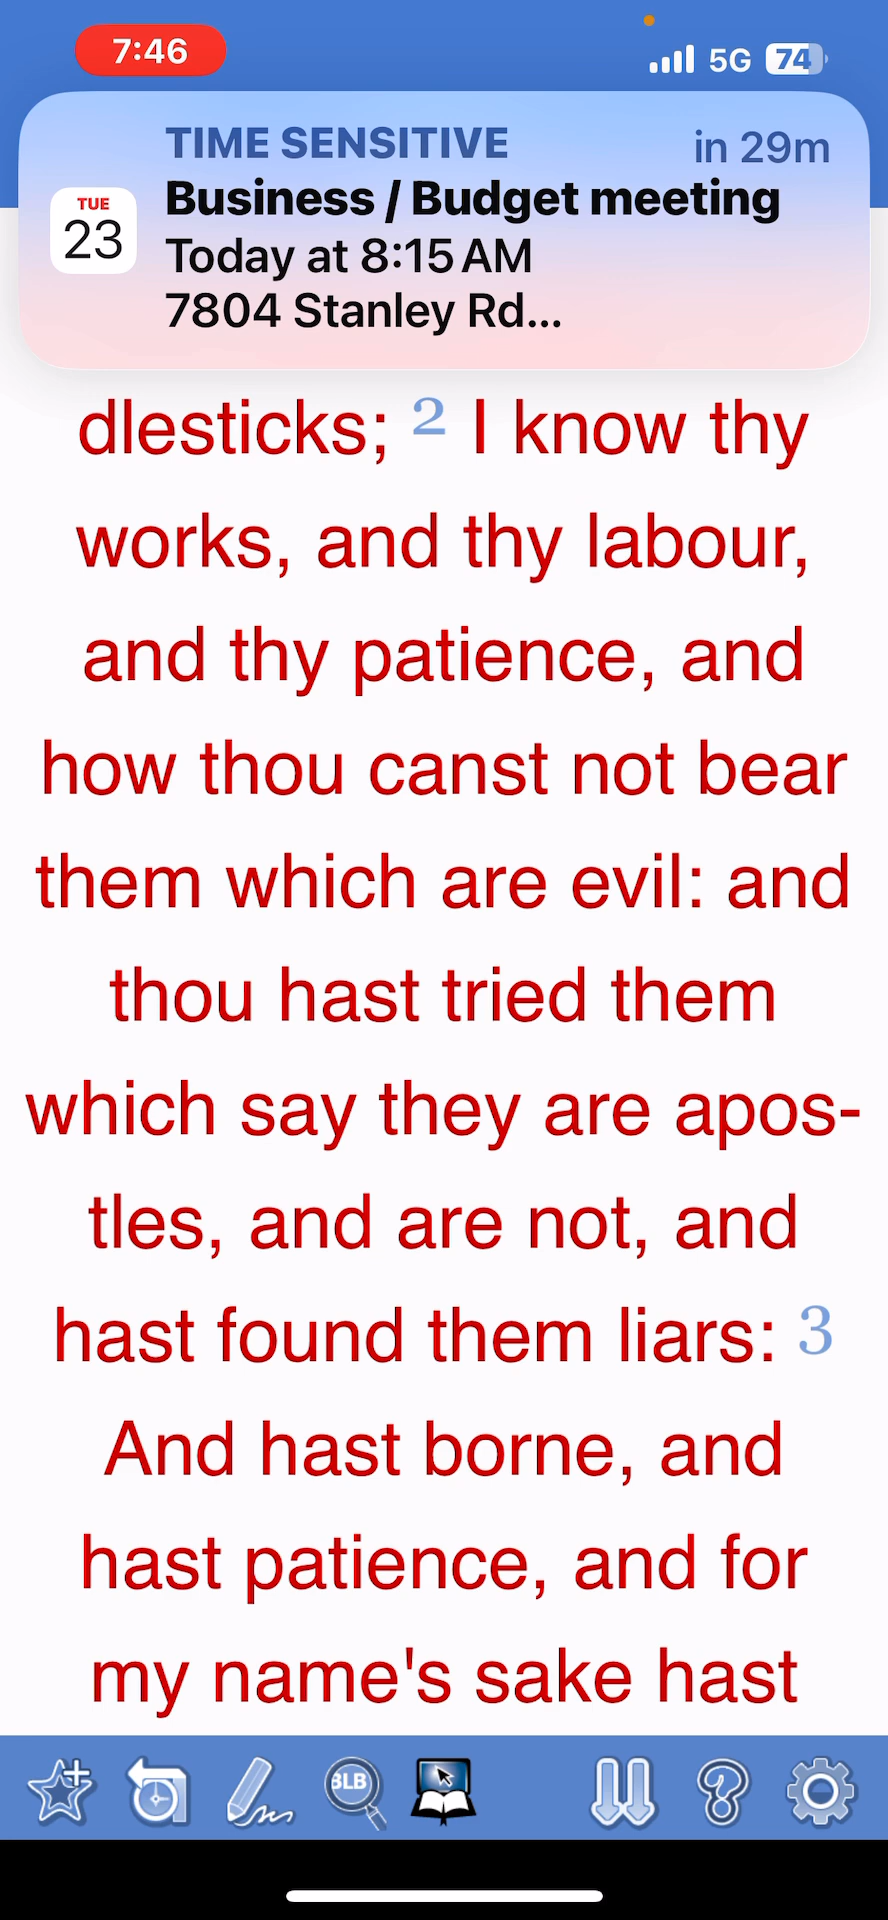 7:46
5G 74
TIME SENSITIVE in 29m
TUE
23
Business / Budget meeting
Today at 8:15 AM
7804 Stanley Rd...
dlesticks; 2 I know thy
works, and thy labour,
and thy patience, and
how thou canst not bear
them which are evil: and
thou hast tried them
which say they are apos-
tles, and are not, and
hast found them liars: 3
And hast borne, and
hast patience, and for
my name's sake hast
BLB